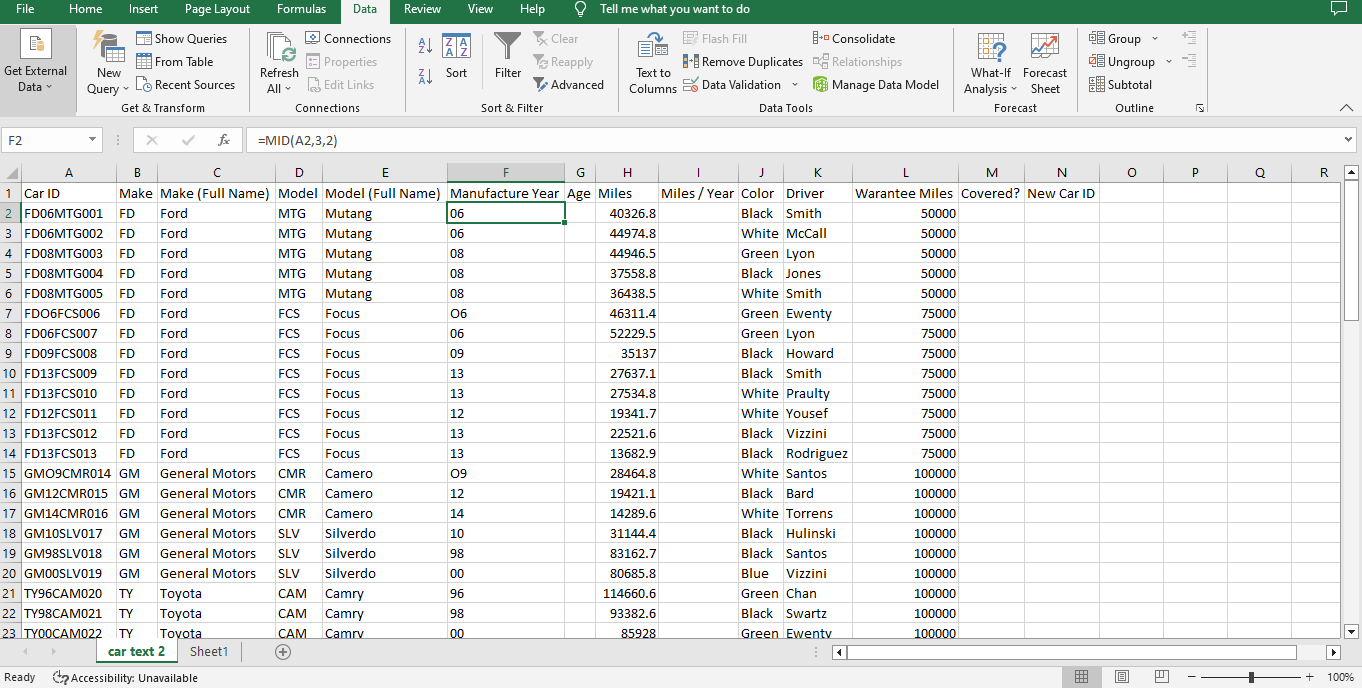 File Home Insert Page Layout Formulas Data Review View Help Tell me what you want to do
Get External Data
New Query
Show Queries
From Table
Recent Sources
Get & Transform
Refresh All
Connections
Properties
Edit Links
Connections
A Z
Z A
Z A A Z
Sort
Filter
Clear
Reapply
Advanced
Sort & Filter
Text to Columns
Flash Fill
Remove Duplicates
Data Validation
Consolidate
Relationships
Manage Data Model
Data Tools
What-If Analysis
Forecast Sheet
Forecast
Group
Ungroup
Subtotal
Outline
F2 fx =MID(A2,3,2)
A B C D E F G H I J K L M N O P Q R
1 Car ID Make Make (Full Name) Model Model (Full Name) Manufacture Year Age Miles Miles / Year Color Driver Warantee Miles Covered? New Car ID
2 FD06MTG001 FD Ford MTG Mutang 06 40326.8 Black Smith 50000
3 FD06MTG002 FD Ford MTG Mutang 06 44974.8 White McCall 50000
4 FD08MTG003 FD Ford MTG Mutang 08 44946.5 Green Lyon 50000
5 FD08MTG004 FD Ford MTG Mutang 08 37558.8 Black Jones 50000
6 FD08MTG005 FD Ford MTG Mutang 08 36438.5 White Smith 50000
7 FDO6FCS006 FD Ford FCS Focus O6 46311.4 Green Ewenty 75000
8 FD06FCS007 FD Ford FCS Focus 06 52229.5 Green Lyon 75000
9 FD09FCS008 FD Ford FCS Focus 09 35137 Black Howard 75000
10 FD13FCS009 FD Ford FCS Focus 13 27637.1 Black Smith 75000
11 FD13FCS010 FD Ford FCS Focus 13 27534.8 White Praulty 75000
12 FD12FCS011 FD Ford FCS Focus 12 19341.7 White Yousef 75000
13 FD13FCS012 FD Ford FCS Focus 13 22521.6 Black Vizzini 75000
14 FD13FCS013 FD Ford FCS Focus 13 13682.9 Black Rodriguez 75000
15 GMO9CMR014 GM General Motors CMR Camero O9 28464.8 White Santos 100000
16 GM12CMR015 GM General Motors CMR Camero 12 19421.1 Black Bard 100000
17 GM14CMR016 GM General Motors CMR Camero 14 14289.6 White Torrens 100000
18 GM10SLV017 GM General Motors SLV Silverdo 10 31144.4 Black Hulinski 100000
19 GM98SLV018 GM General Motors SLV Silverdo 98 83162.7 Black Santos 100000
20 GM00SLV019 GM General Motors SLV Silverdo 00 80685.8 Blue Vizzini 100000
21 TY96CAM020 TY Toyota CAM Camry 96 114660.6 Green Chan 100000
22 TY98CAM021 TY Toyota CAM Camry 98 93382.6 Black Swartz 100000
23 TY00CAM022 TY Toyota CAM Camry 00 85928 Green Ewenty 100000
car text 2 Sheet1
Ready Accessibility: Unavailable 100%